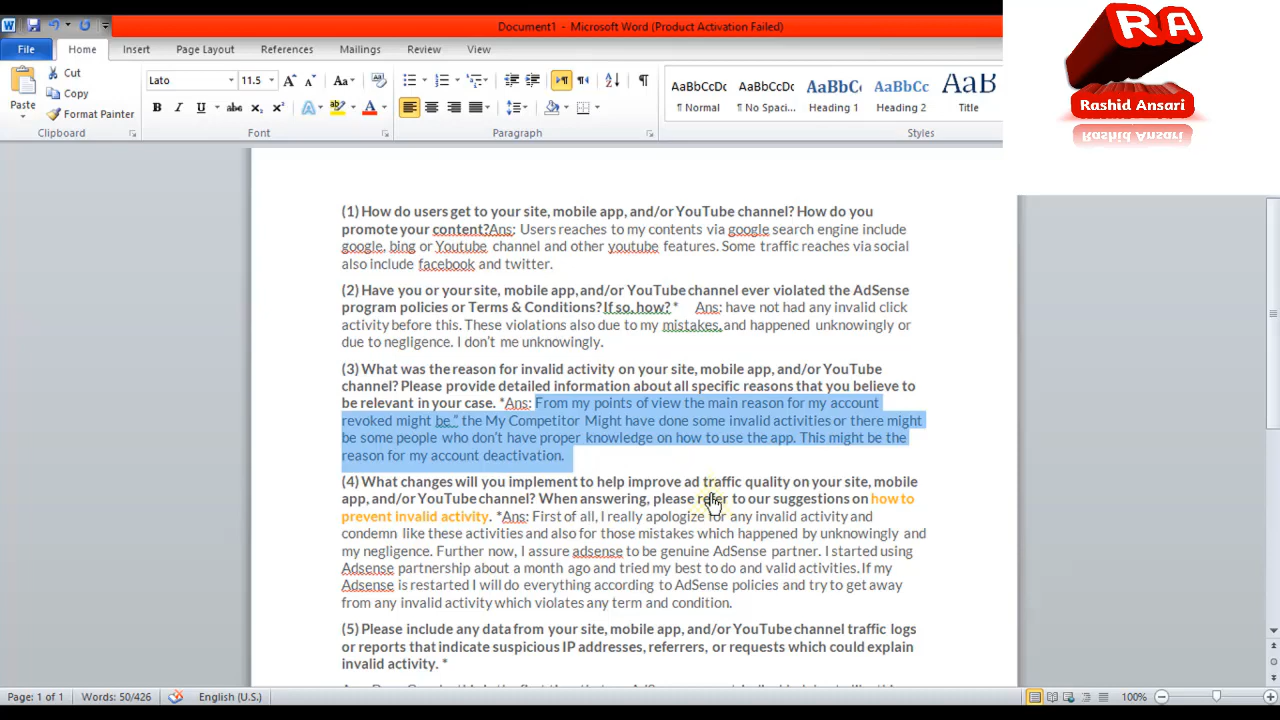 Document1 - Microsoft Word (Product Activation Failed)
File Home Insert Page Layout References Mailings Review View
Cut
Copy
Format Painter
Paste
Lato 11.5
AaBbCcDc AaBbCcDc AaBbC AaBbCc AaB
¶ Normal ¶ No Spaci... Heading 1 Heading 2 Title
Clipboard Font Paragraph Styles
RA
Rashid Ansari
(1) How do users get to your site, mobile app, and/or YouTube channel? How do you
promote your content?Ans: Users reaches to my contents via google search engine include
google, bing or Youtube channel and other youtube features. Some traffic reaches via social
also include facebook and twitter.
(2) Have you or your site, mobile app, and/or YouTube channel ever violated the AdSense
program policies or Terms & Conditions? If so, how? * Ans: have not had any invalid click
activity before this. These violations also due to my mistakes, and happened unknowingly or
due to negligence. I don't me unknowingly.
(3) What was the reason for invalid activity on your site, mobile app, and/or YouTube
channel? Please provide detailed information about all specific reasons that you believe to
be relevant in your case. *Ans: From my points of view the main reason for my account
revoked might be “ the My Competitor Might have done some invalid activities or there might
be some people who don't have proper knowledge on how to use the app. This might be the
reason for my account deactivation.
(4) What changes will you implement to help improve ad traffic quality on your site, mobile
app, and/or YouTube channel? When answering, please refer to our suggestions on how to
prevent invalid activity. *Ans: First of all, I really apologize for any invalid activity and
condemn like these activities and also for those mistakes which happened by unknowingly and
my negligence. Further now, I assure adsense to be genuine AdSense partner. I started using
Adsense partnership about a month ago and tried my best to do and valid activities. If my
Adsense is restarted I will do everything according to AdSense policies and try to get away
from any invalid activity which violates any term and condition.
(5) Please include any data from your site, mobile app, and/or YouTube channel traffic logs
or reports that indicate suspicious IP addresses, referrers, or requests which could explain
invalid activity. *
Page: 1 of 1 Words: 50/426 English (U.S.) 100%